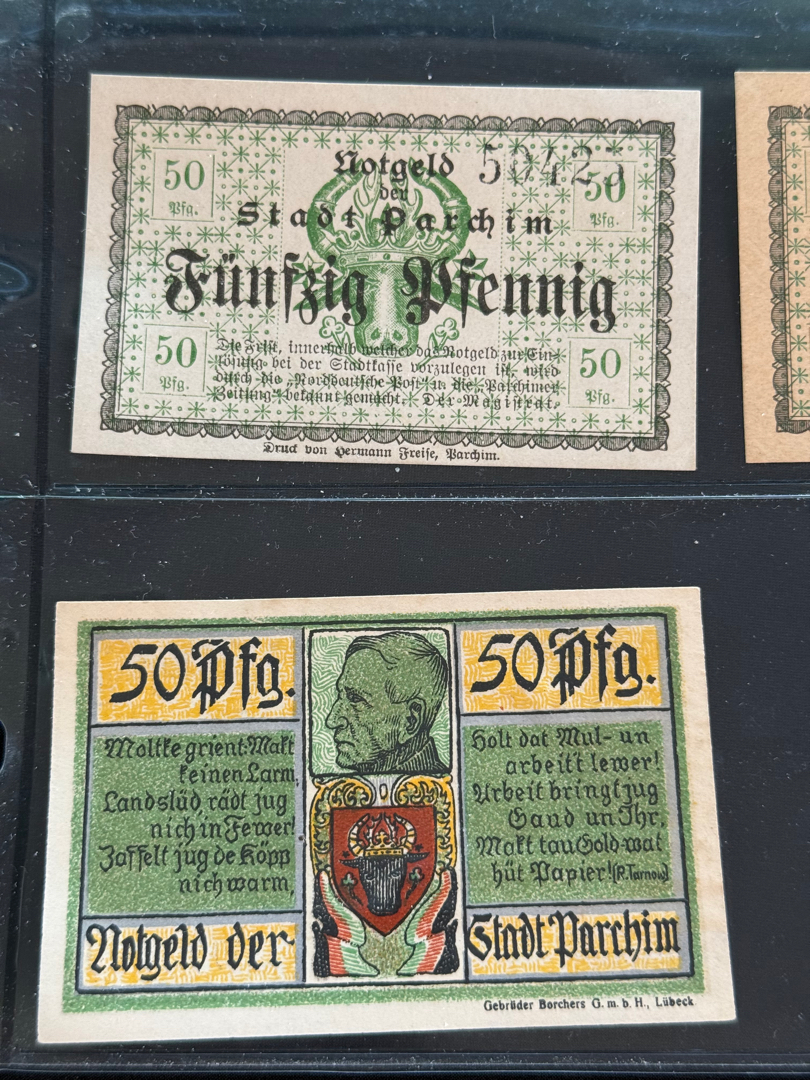 Notgeld 50423
50
Pfg.
50
Pfg.
der
Stadt Parchim
Fünfzig Pfennig
50
Pfg.
50
Pfg.
Die Frist, innerhalb welcher das Notgeld zur Ein-
lösung bei der Stadtkasse vorzulegen ist, wird
durch die „Norddeutsche Post" u. die „Parchimer
Zeitung" bekannt gemacht. Der Magistrat.
Druck von Hermann Freise, Parchim.
50 Pfg.
50 Pfg.
Moltke grient: Makt
keinen Larm,
Landslüd rädt jug
nich in Fewer!
Zaffelt jug de Köpp
nich warm,
Holt dat Mul- un
arbeit't lewer!
Arbeit bringt jug
Gaud un Ihr,
Makt tau Gold wat
hüt Papier! (R. Tarnow)
Notgeld der
Stadt Parchim
Gebrüder Borchers G. m. b. H., Lübeck